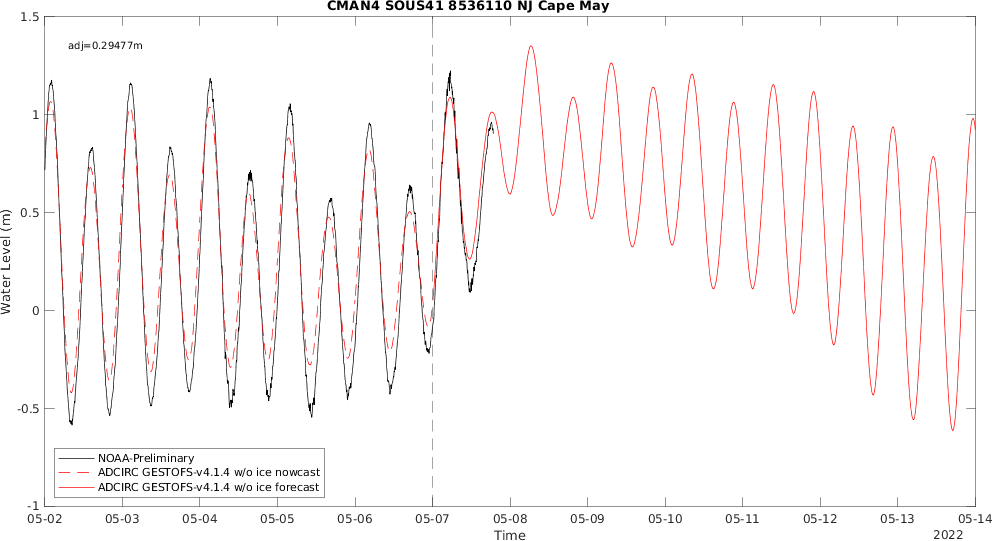 CMAN4 SOUS41 8536110 NJ Cape May
adj=0.29477m
1.5
1
0.5
0
-0.5
-1
Water Level (m)
NOAA-Preliminary
ADCIRC GESTOFS-v4.1.4 w/o ice nowcast
ADCIRC GESTOFS-v4.1.4 w/o ice forecast
05-02 05-03 05-04 05-05 05-06 05-07 05-08 05-09 05-10 05-11 05-12 05-13 05-14
Time
2022